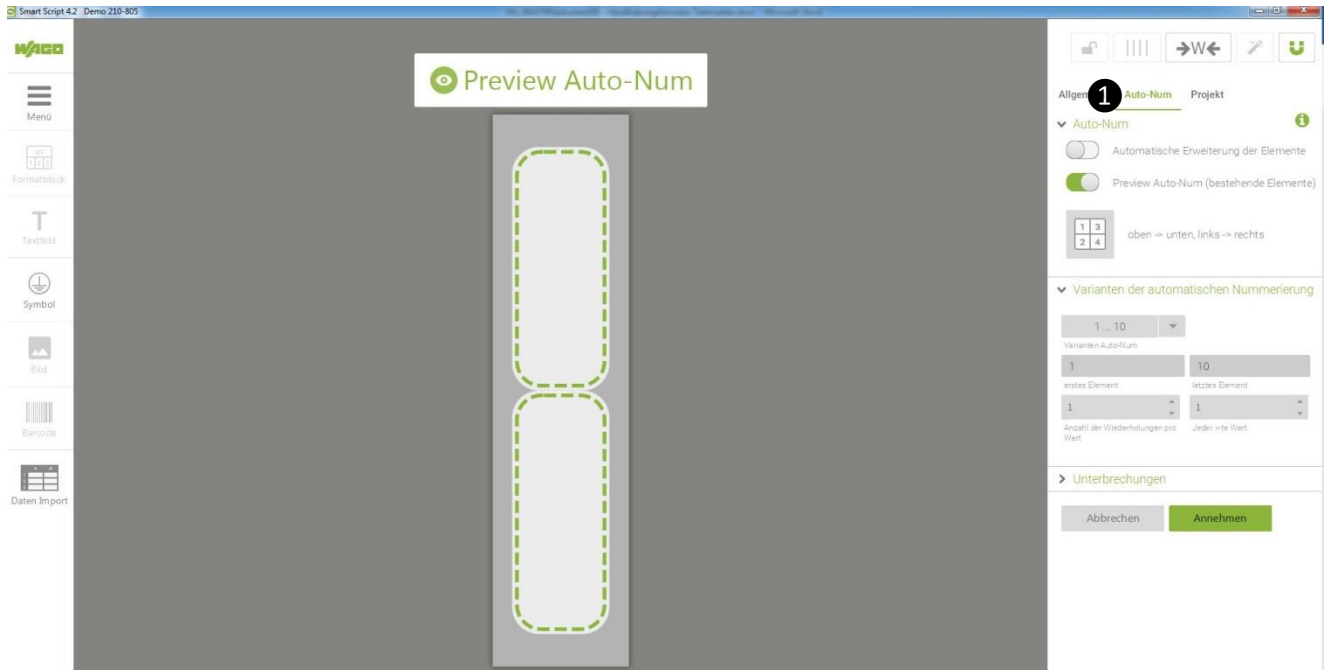 Smart Script 4.2 Demo 210-805
WAGO
Menü
Formatblock
Textfeld
Symbol
Bild
Barcode
Daten Import
Preview Auto-Num
→W←
1
Auto-Num Projekt
Auto-Num
Automatische Erweiterung der Elemente
Preview Auto-Num (bestehende Elemente)
1 3
2 4
oben -> unten, links -> rechts
Varianten der automatischen Nummerierung
1 ... 10
Varianten Auto-Num
1 10
erstes Element letztes Element
1 1
Anzahl der Wiederholungen pro Wert
Jeder x-te Wert
Unterbrechungen
Abbrechen Annehmen